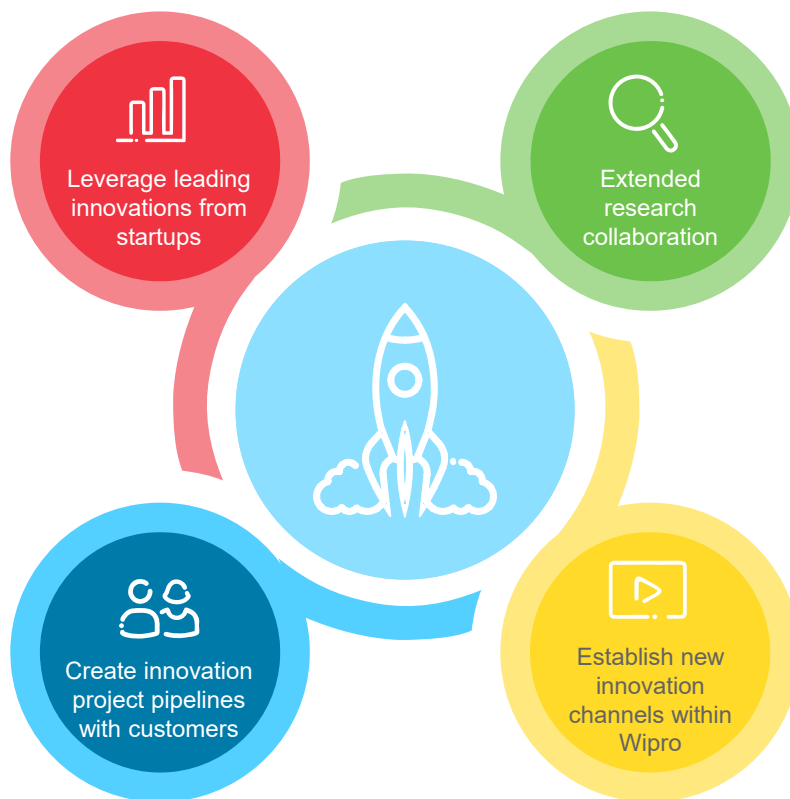 Leverage leading
innovations from
startups
Extended
research
collaboration
Create innovation
project pipelines
with customers
Establish new
innovation
channels within
Wipro